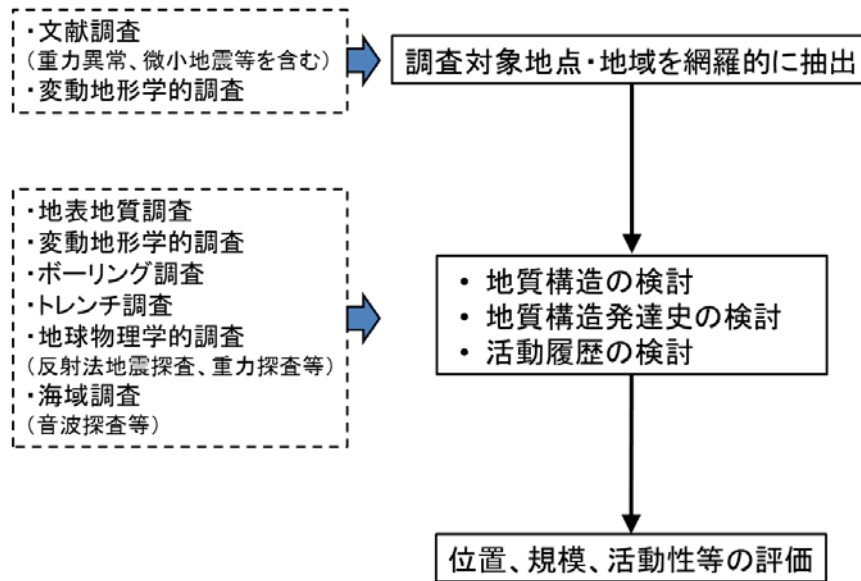 ・文献調査
(重力異常、微小地震等を含む)
・変動地形学的調査
調査対象地点・地域を網羅的に抽出
・地表地質調査
・変動地形学的調査
・ボーリング調査
・トレンチ調査
・地球物理学的調査
(反射法地震探査、重力探査等)
・海域調査
(音波探査等)
• 地質構造の検討
• 地質構造発達史の検討
• 活動履歴の検討
位置、規模、活動性等の評価